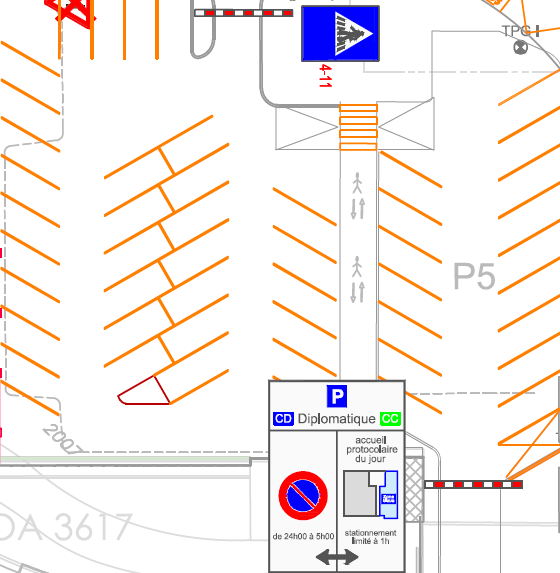 TPG I
4-11
P5
P
CD Diplomatique CC
accueil
protocolaire
du jour
de 24h00 à 5h00
stationnement
limité à 1h
2007
DA 3617